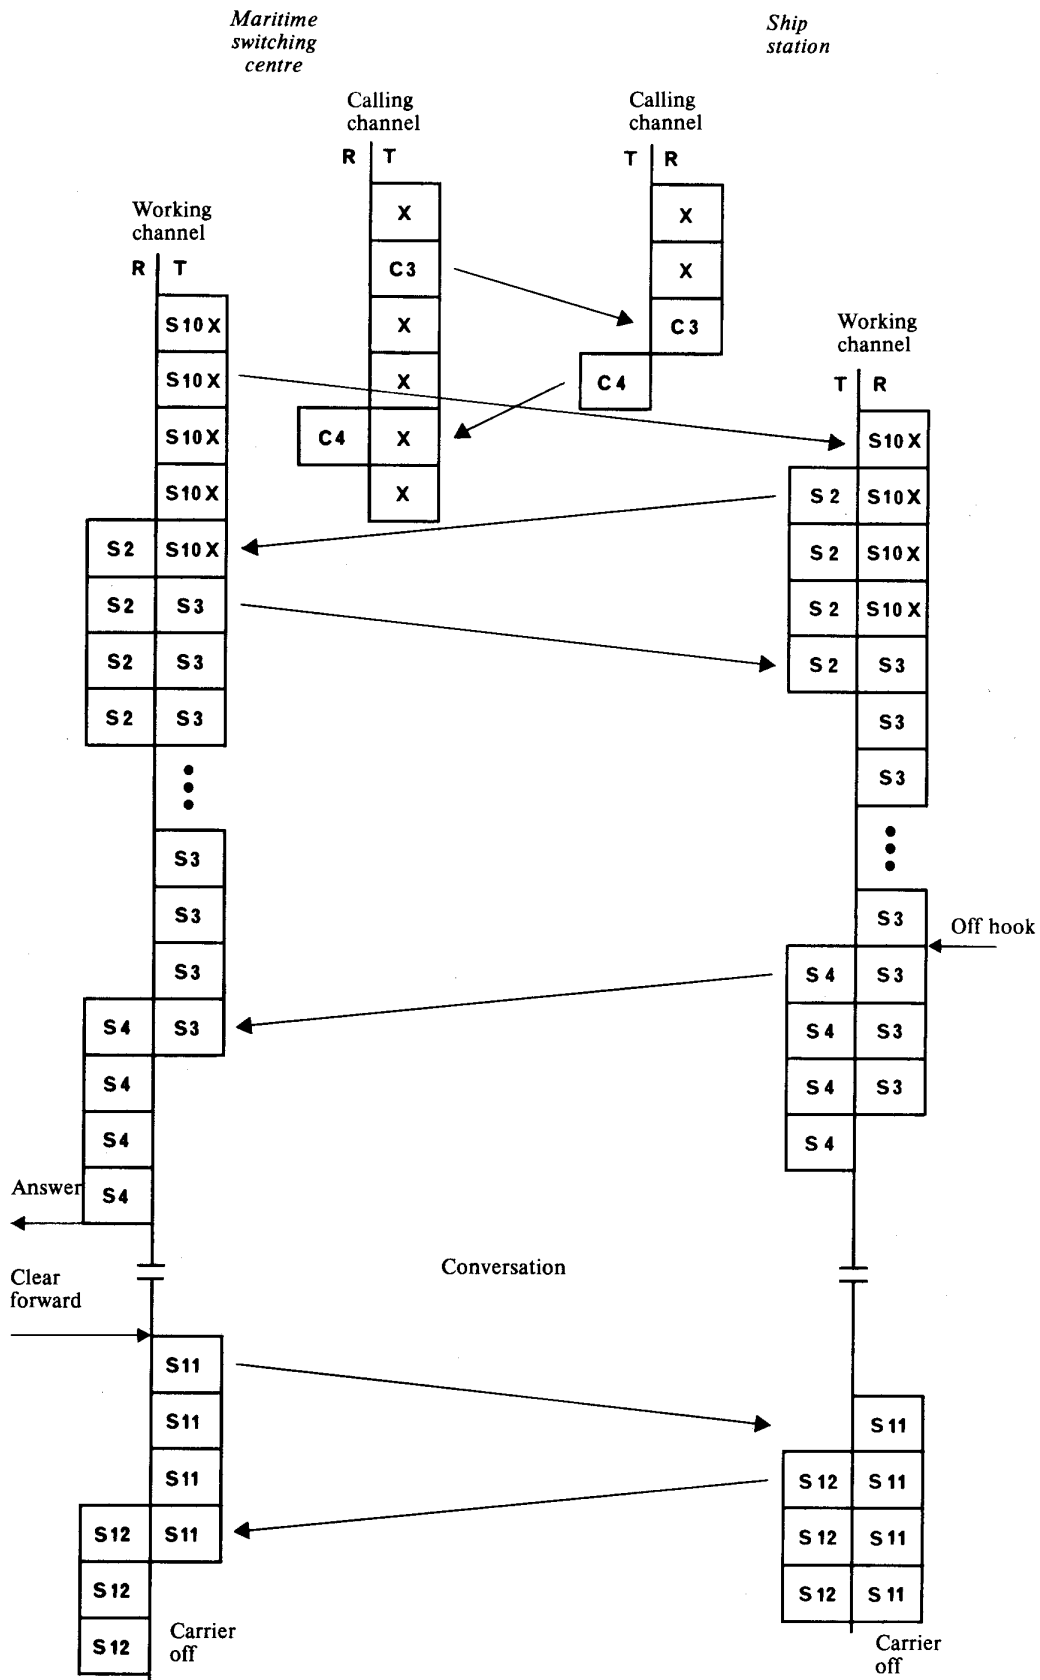 Maritime
switching
centre
Ship
station
Calling
channel
R T
Calling
channel
T R
Working
channel
R T
Working
channel
T R
X
C3
X
X
C4 X
X
X
X
C3
C4
S10X
S10X
S10X
S10X
S2 S10X
S2 S3
S2 S3
S2 S3
S3
S3
S3
S4 S3
S4
S4
S4
Answer
S10X
S2 S10X
S2 S10X
S2 S10X
S2 S3
S3
S3
S3
Off hook
S4 S3
S4 S3
S4 S3
S4
Clear
forward
Conversation
S11
S11
S11
S12 S11
S12
S12
Carrier
off
S11
S12 S11
S12 S11
S12 S11
Carrier
off